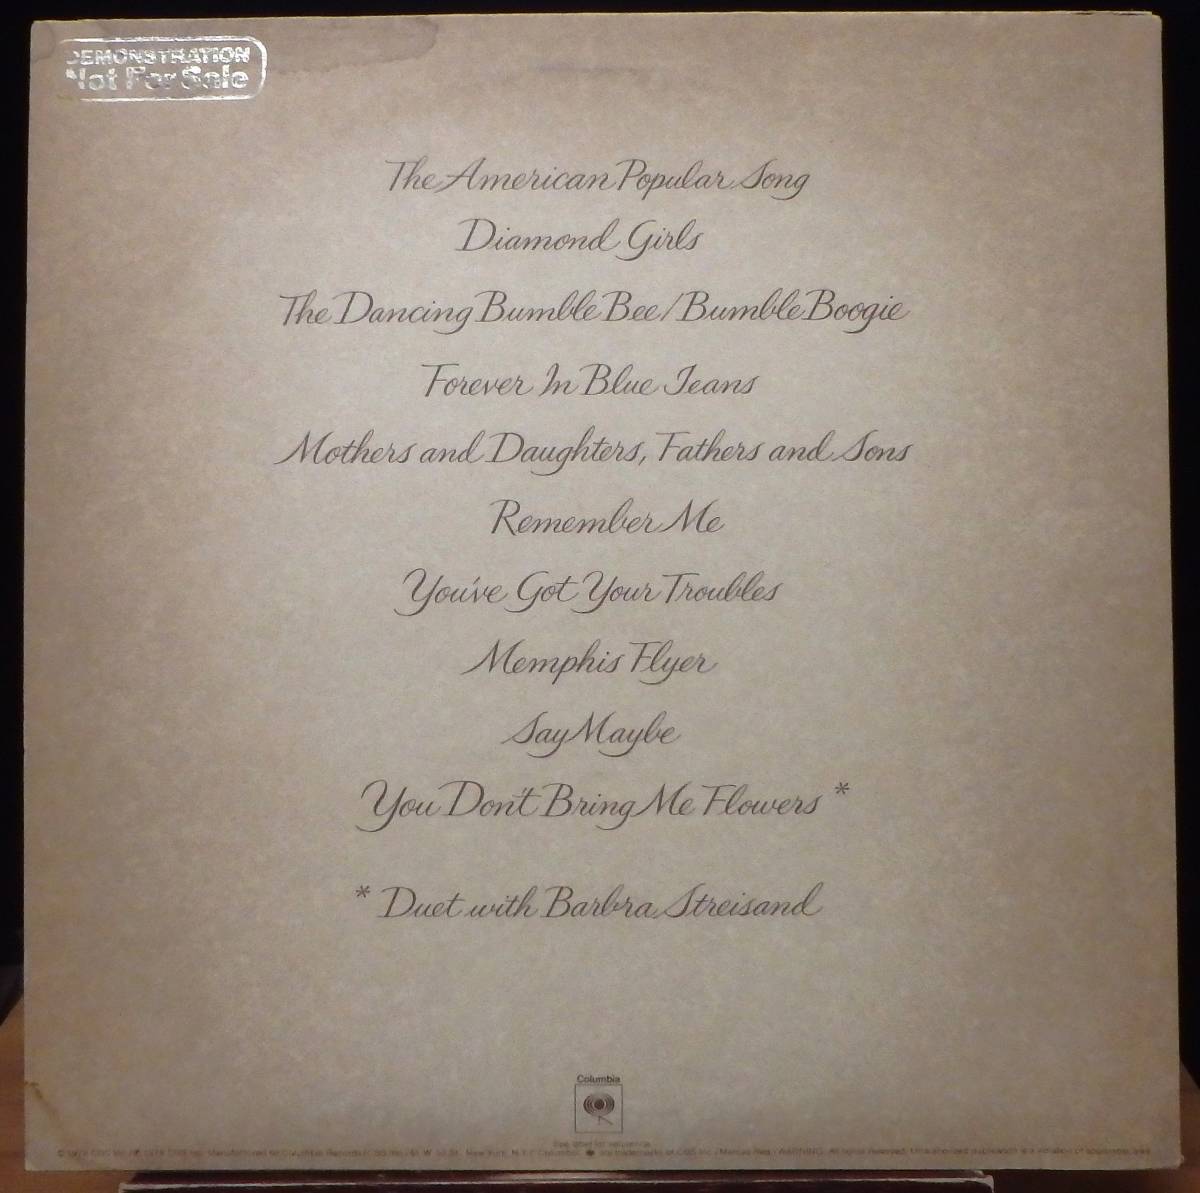 DEMONSTRATION
Not For Sale
The American Popular Song
Diamond Girls
The Dancing Bumble Bee/Bumble Boogie
Forever In Blue Jeans
Mothers and Daughters, Fathers and Sons
Remember Me
You've Got Your Troubles
Memphis Flyer
Say Maybe
You Don't Bring Me Flowers *
* Duet with Barbra Streisand
Columbia